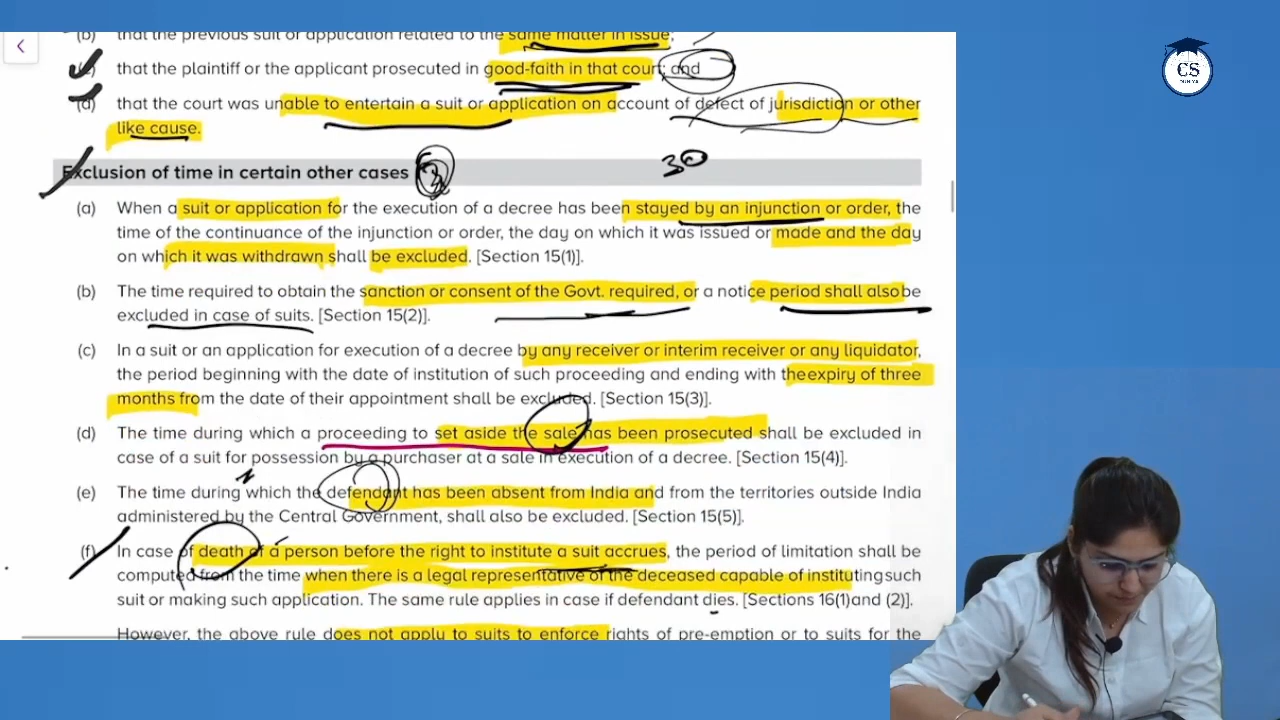 (b) that the previous suit or application related to the same matter in issue;
that the plaintiff or the applicant prosecuted in good-faith in that court; and
(d) that the court was unable to entertain a suit or application on account of defect of jurisdiction or other
like cause.
Exclusion of time in certain other cases
30
(a) When a suit or application for the execution of a decree has been stayed by an injunction or order, the
time of the continuance of the injunction or order, the day on which it was issued or made and the day
on which it was withdrawn shall be excluded. [Section 15(1)].
(b) The time required to obtain the sanction or consent of the Govt. required, or a notice period shall also be
excluded in case of suits. [Section 15(2)].
(c) In a suit or an application for execution of a decree by any receiver or interim receiver or any liquidator,
the period beginning with the date of institution of such proceeding and ending with theexpiry of three
months from the date of their appointment shall be excluded. [Section 15(3)].
(d) The time during which a proceeding to set aside the sale has been prosecuted shall be excluded in
case of a suit for possession by a purchaser at a sale in execution of a decree. [Section 15(4)].
(e) The time during which the defendant has been absent from India and from the territories outside India
administered by the Central Government, shall also be excluded. [Section 15(5)].
(f) In case of death of a person before the right to institute a suit accrues, the period of limitation shall be
computed from the time when there is a legal representative of the deceased capable of institutingsuch
suit or making such application. The same rule applies in case if defendant dies. [Sections 16(1)and (2)].
However, the above rule does not apply to suits to enforce rights of pre-emption or to suits for the
CS